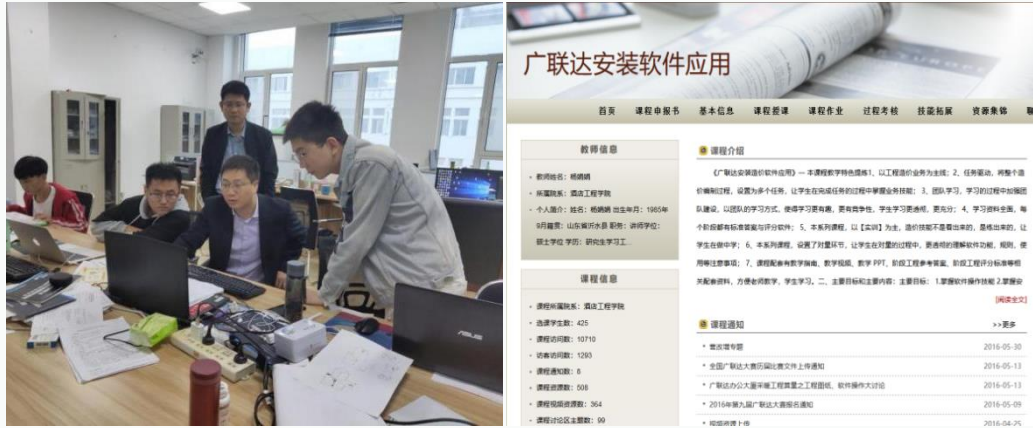 ASUS
广联达安装软件应用
首页 课程申报书 基本信息 课程授课 课程作业 过程考核 技能拓展 资源集锦
教师信息
教师姓名：杨娟娟
所属院系：酒店工程学院
个人简介：姓名：杨娟娟 出生年月：1985年
9月籍贯：山东省沂水县 职务：讲师学位：
硕士学位 学历：研究生学习工...
课程信息
课程所属院系：酒店工程学院
选课学生数：425
课程访问数：10710
访客访问数：1293
课程通知数：8
课程资源数：508
课程视频资源数：364
课程讨论区主题数：99
课程介绍
《广联达安装造价软件应用》--- 本课程教学特色提炼1、以工程造价业务为主线；2、任务驱动，将整个造
价编制过程，设置为多个任务，让学生在完成任务的过程中掌握业务技能；3、团队学习，学习的过程中加强团
队建设，以团队的学习方式，使得学习更有趣，更有竞争性，学生学习更透彻，更充分；4、学习资料全面，每
个阶段都有标准答案与评分软件；5、本系列课程，以【实训】为主，造价技能不是看出来的，是练出来的，让
学生在做中学；6、本系列课程，设置了对量环节，让学生在对量的过程中，更透彻的理解软件功能，规则，使
用等注意事项；7、课程配套有教学指南，教学视频，教学 PPT，阶段工程参考答案，阶段工程评分标准等相
关配套资料，方便老师教学，学生学习。二、主要目标和主要内容：主要目标：1.掌握软件操作技能 2.掌握安
[阅读全文]
课程通知 >>更多
营改增专题 2016-05-30
全国广联达大赛历届比赛文件上传通知 2016-05-13
广联达办公大厦采暖工程算量之工程图纸，软件操作大讨论 2016-05-13
2016年第九届广联达大赛报名通知 2016-05-09
视频资源上传 2016-04-25